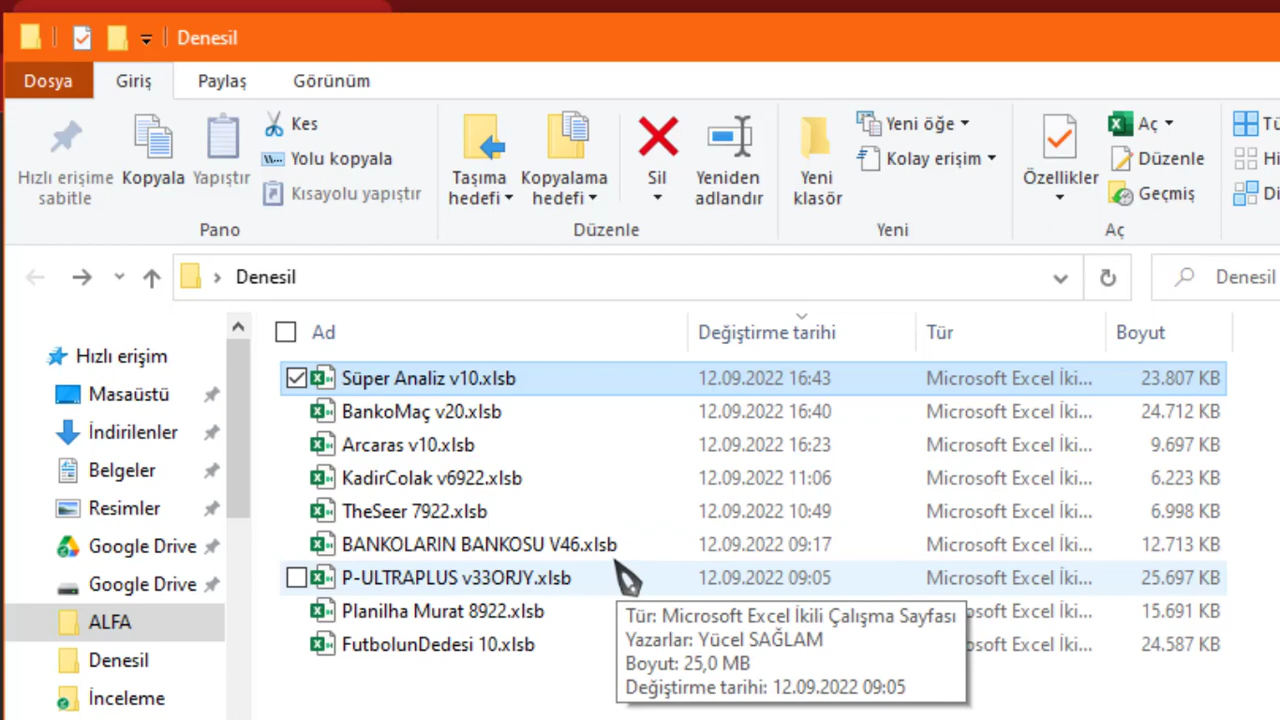 Denesil
Dosya Giriş Paylaş Görünüm
Hızlı erişime sabitle
Kopyala
Yapıştır
Kes
Yolu kopyala
Kısayolu yapıştır
Pano
Taşıma hedefi
Kopyalama hedefi
Sil
Yeniden adlandır
Düzenle
Yeni klasör
Yeni öğe
Kolay erişim
Yeni
Özellikler
Aç
Düzenle
Geçmiş
Aç
Denesil
Denesil
Hızlı erişim
Masaüstü
İndirilenler
Belgeler
Resimler
Google Drive
Google Drive
ALFA
Denesil
İnceleme
Ad Değiştirme tarihi Tür Boyut
Süper Analiz v10.xlsb 12.09.2022 16:43 Microsoft Excel İki... 23.807 KB
BankoMaç v20.xlsb 12.09.2022 16:40 Microsoft Excel İki... 24.712 KB
Arcaras v10.xlsb 12.09.2022 16:23 Microsoft Excel İki... 9.697 KB
KadirColak v6922.xlsb 12.09.2022 11:06 Microsoft Excel İki... 6.223 KB
TheSeer 7922.xlsb 12.09.2022 10:49 Microsoft Excel İki... 6.998 KB
BANKOLARIN BANKOSU V46.xlsb 12.09.2022 09:17 Microsoft Excel İki... 12.713 KB
P-ULTRAPLUS v33ORJY.xlsb 12.09.2022 09:05 Microsoft Excel İki... 25.697 KB
Planilha Murat 8922.xlsb Excel İki... 15.691 KB
FutbolunDedesi 10.xlsb Excel İki... 24.587 KB
Tür: Microsoft Excel İkili Çalışma Sayfası
Yazarlar: Yücel SAĞLAM
Boyut: 25,0 MB
Değiştirme tarihi: 12.09.2022 09:05